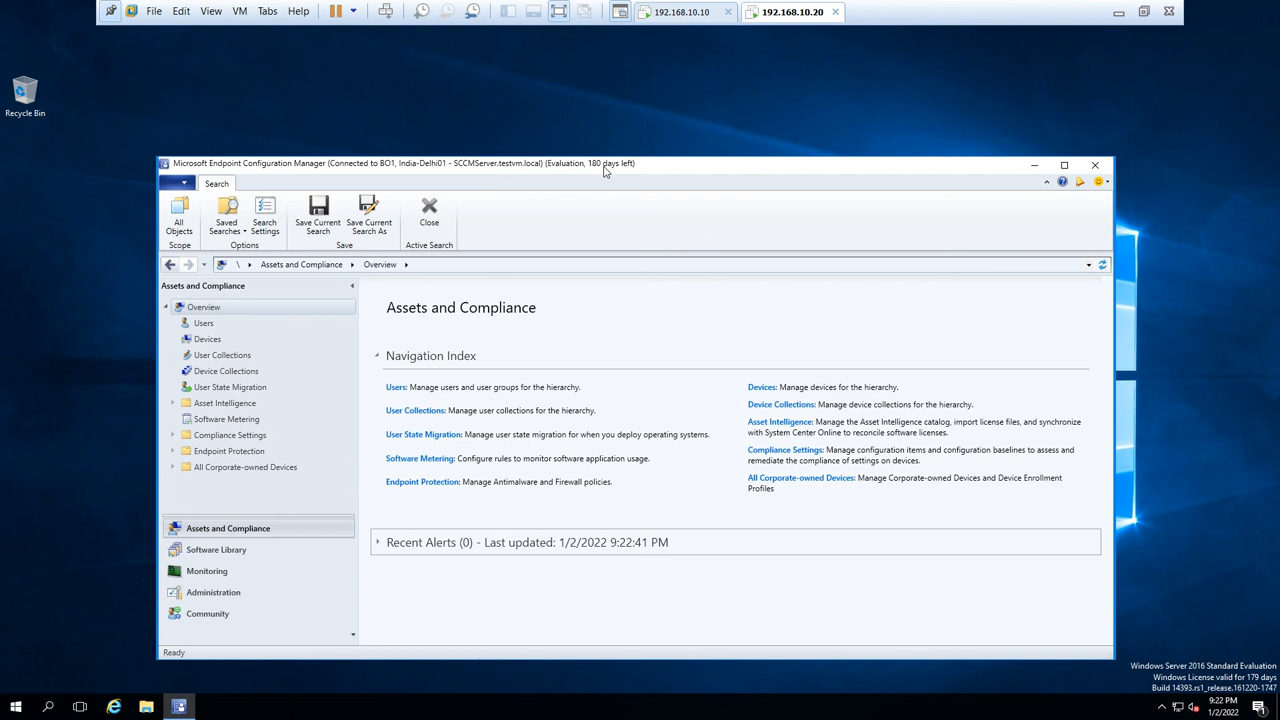 File Edit View VM Tabs Help
192.168.10.10
192.168.10.20
Recycle Bin
Microsoft Endpoint Configuration Manager (Connected to BO1, India-Delhi01 - SCCMServer.testvm.local) (Evaluation, 180 days left)
Search
All Objects
Saved Searches
Search Settings
Save Current Search
Save Current Search As
Close
Scope
Options
Save
Active Search
\ Assets and Compliance Overview
Assets and Compliance
Overview
Users
Devices
User Collections
Device Collections
User State Migration
Asset Intelligence
Software Metering
Compliance Settings
Endpoint Protection
All Corporate-owned Devices
Assets and Compliance
Software Library
Monitoring
Administration
Community
Assets and Compliance
Navigation Index
Users: Manage users and user groups for the hierarchy.
User Collections: Manage user collections for the hierarchy.
User State Migration: Manage user state migration for when you deploy operating systems.
Software Metering: Configure rules to monitor software application usage.
Endpoint Protection: Manage Antimalware and Firewall policies.
Devices: Manage devices for the hierarchy.
Device Collections: Manage device collections for the hierarchy.
Asset Intelligence: Manage the Asset Intelligence catalog, import license files, and synchronize
with System Center Online to reconcile software licenses.
Compliance Settings: Manage configuration items and configuration baselines to assess and
remediate the compliance of settings on devices.
All Corporate-owned Devices: Manage Corporate-owned Devices and Device Enrollment
Profiles
Recent Alerts (0) - Last updated: 1/2/2022 9:22:41 PM
Ready
Windows Server 2016 Standard Evaluation
Windows License valid for 179 days
Build 14393.rs1_release.161220-1747
9:22 PM
1/2/2022
1